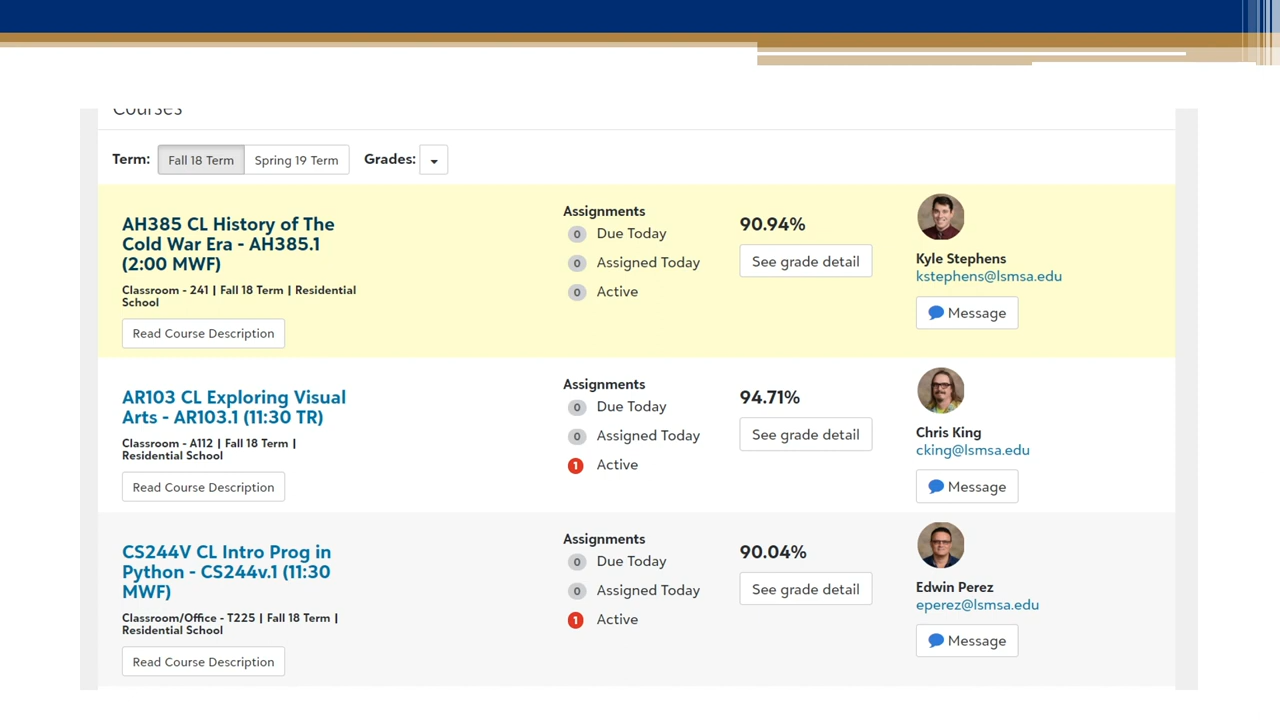 Courses
Term: Fall 18 Term Spring 19 Term Grades:
AH385 CL History of The
Cold War Era - AH385.1
(2:00 MWF)
Classroom - 241 | Fall 18 Term | Residential
School
Read Course Description
Assignments
0 Due Today
0 Assigned Today
0 Active
90.94%
See grade detail
Kyle Stephens
kstephens@lsmsa.edu
Message
AR103 CL Exploring Visual
Arts - AR103.1 (11:30 TR)
Classroom - A112 | Fall 18 Term |
Residential School
Read Course Description
Assignments
0 Due Today
0 Assigned Today
1 Active
94.71%
See grade detail
Chris King
cking@lsmsa.edu
Message
CS244V CL Intro Prog in
Python - CS244v.1 (11:30
MWF)
Classroom/Office - T225 | Fall 18 Term |
Residential School
Read Course Description
Assignments
0 Due Today
0 Assigned Today
1 Active
90.04%
See grade detail
Edwin Perez
eperez@lsmsa.edu
Message